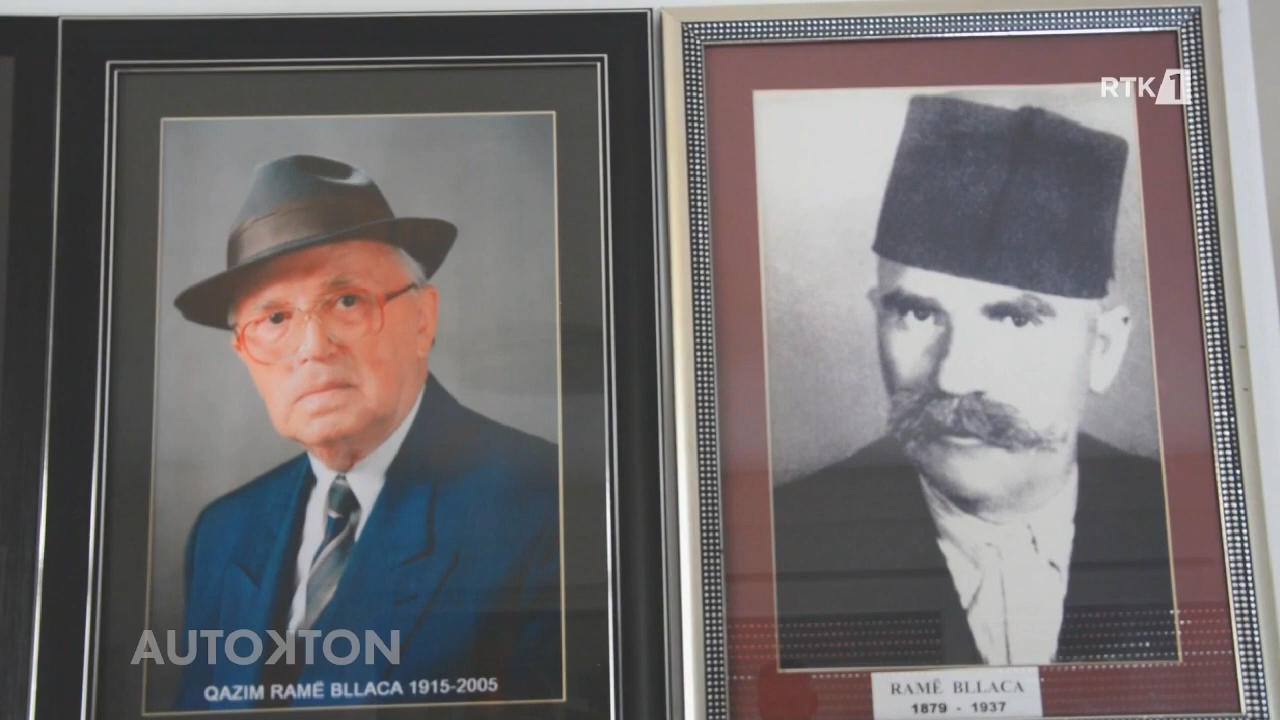 RTK 1
AUTOKTON
QAZIM RAMË BLLACA 1915-2005
RAMË BLLACA
1879 - 1937